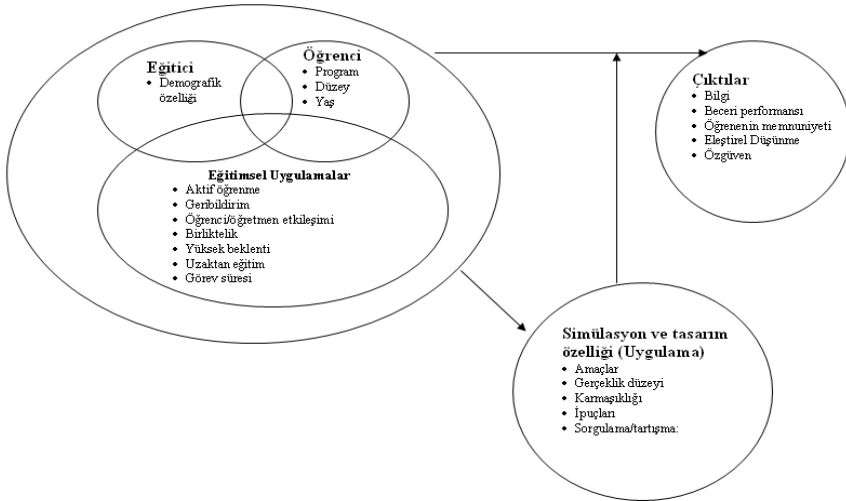 Eğitici
• Demografik
özelliği
Öğrenci
• Program
• Düzey
• Yaş
Eğitimsel Uygulamalar
• Aktif öğrenme
• Geribildirim
• Öğrenci/öğretmen etkileşimi
• Birliktelik
• Yüksek beklenti
• Uzaktan eğitim
• Görev süresi
Çıktılar
• Bilgi
• Beceri performansı
• Öğrenenin memnuniyeti
• Eleştirel Düşünme
• Özgüven
Simülasyon ve tasarım
özelliği (Uygulama)
• Amaçlar
• Gerçeklik düzeyi
• Karmaşıklığı
• İpuçları
• Sorgulama/tartışma: